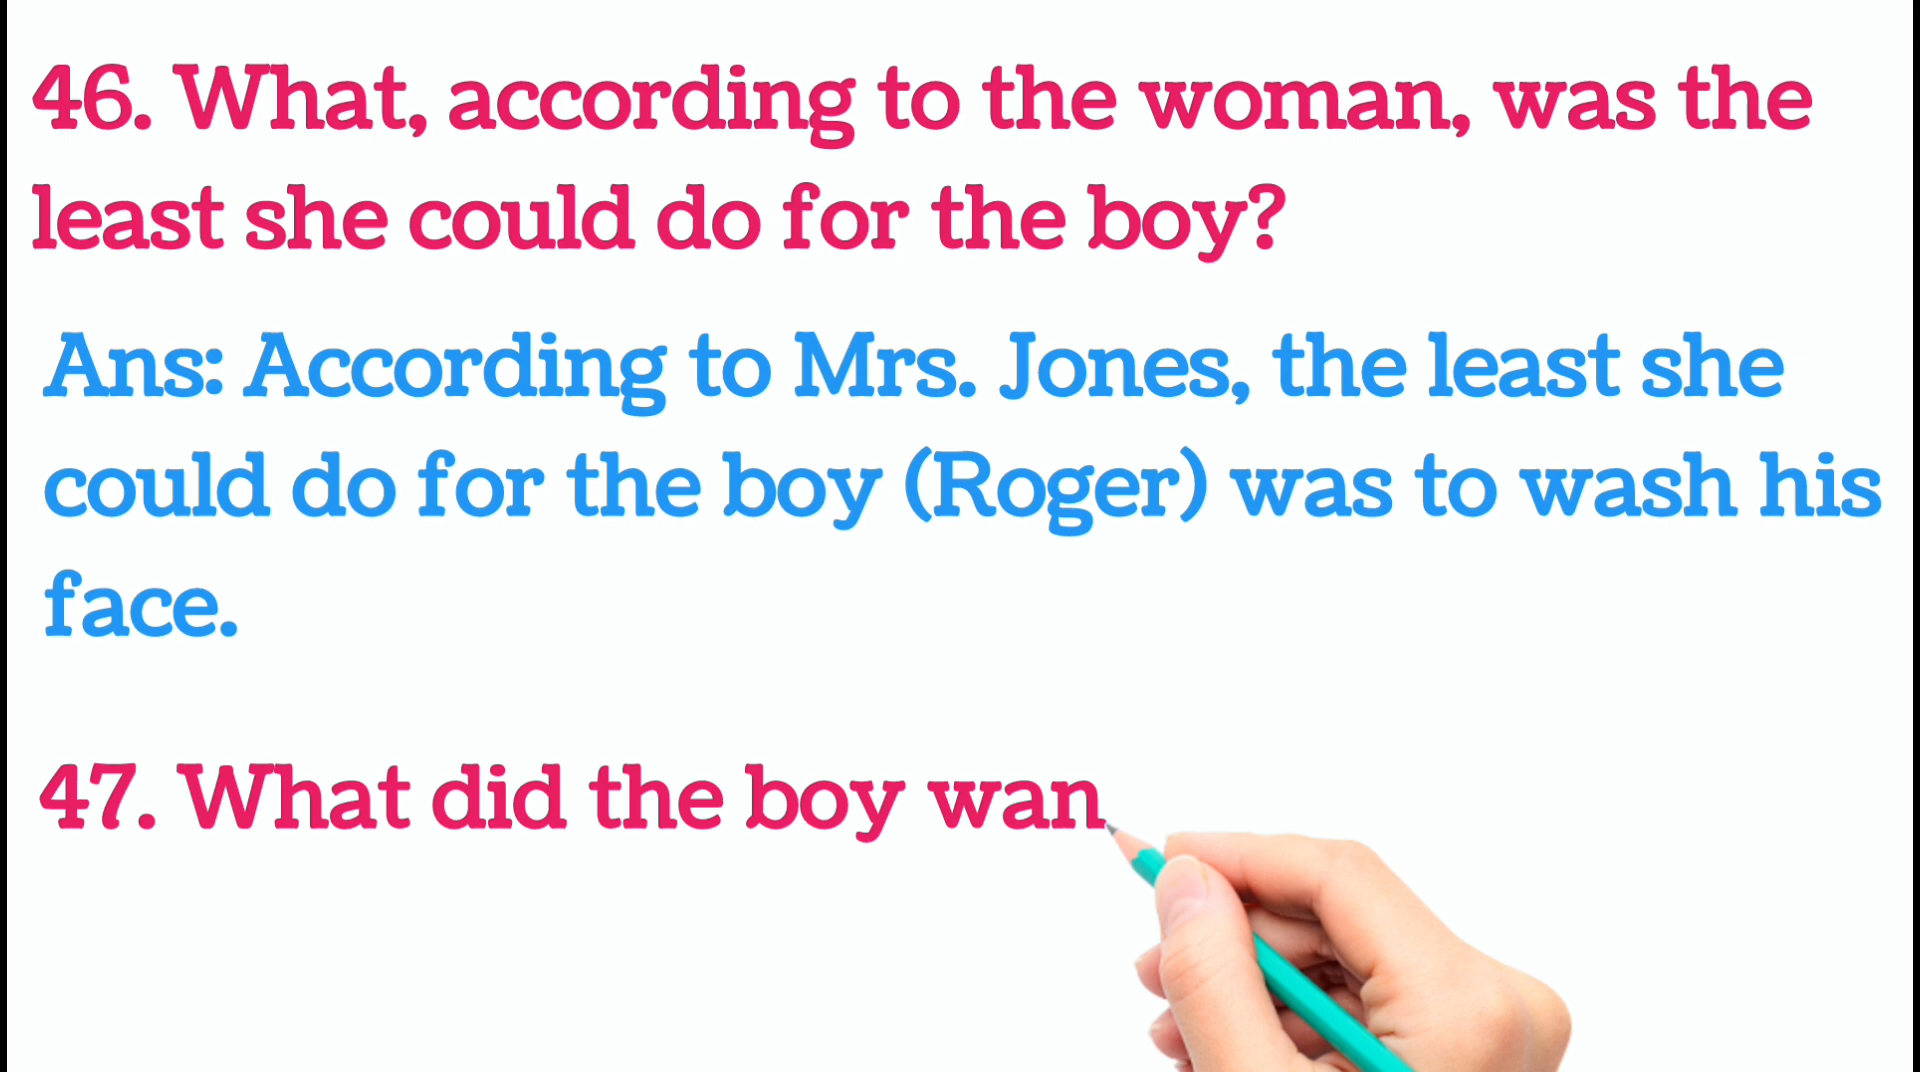 46. What, according to the woman, was the
least she could do for the boy?
Ans: According to Mrs. Jones, the least she
could do for the boy (Roger) was to wash his
face.
47. What did the boy wan